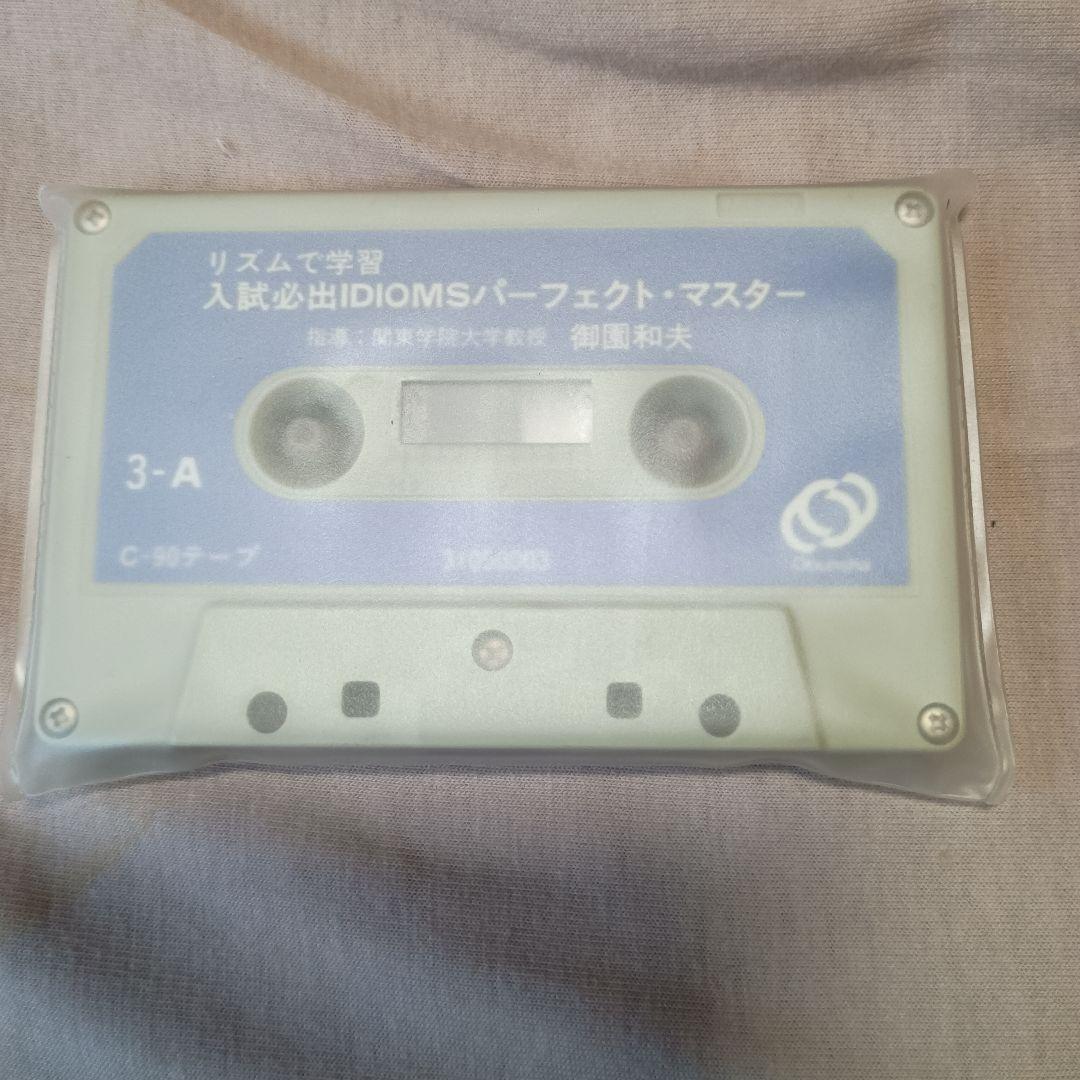 リズムで学習
入試必出IDIOMSパーフェクト・マスター
指導：関東学院大学教授 御園和夫
3-A
C-90テープ